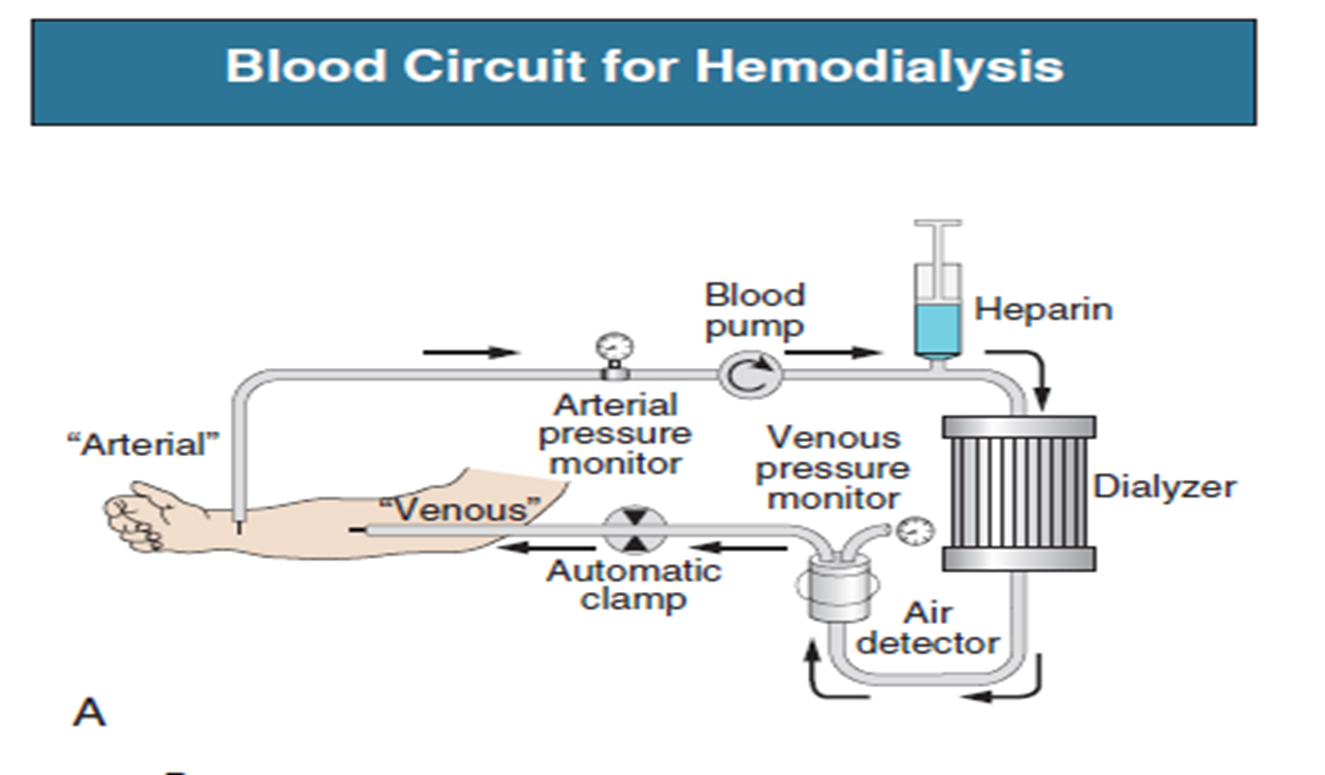 Blood Circuit for Hemodialysis
Blood
pump
Heparin
Arterial
pressure
monitor
“Arterial”
Venous
pressure
monitor
Dialyzer
“Venous”
Automatic
clamp
Air
detector
A